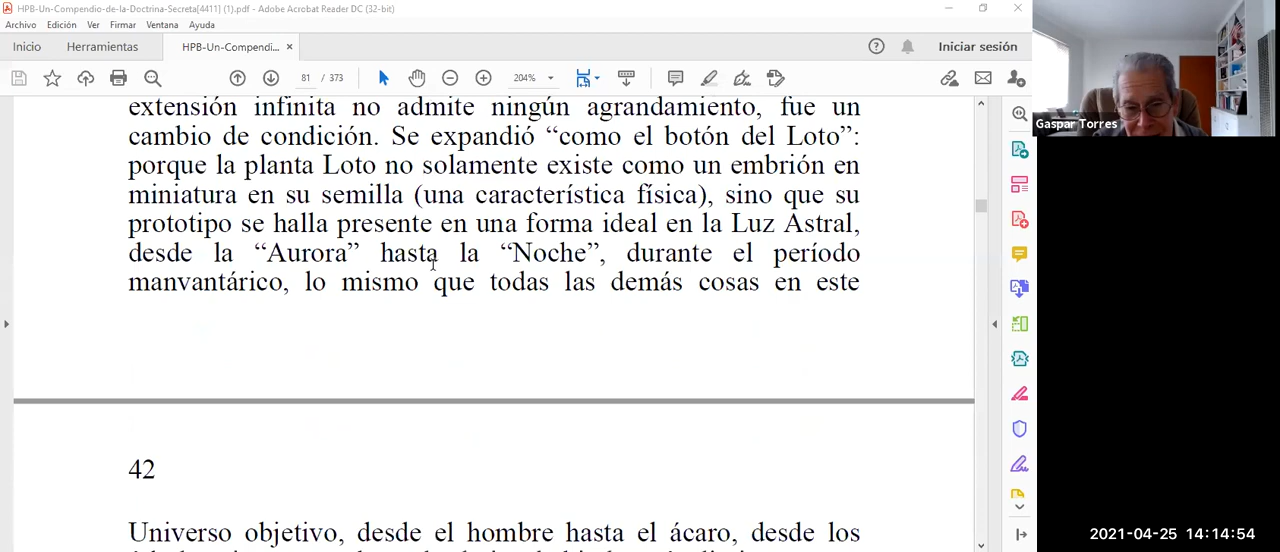 HPB-Un-Compendio-de-la-Doctrina-Secreta[4411] (1).pdf - Adobe Acrobat Reader DC (32-bit)
Archivo Edición Ver Firmar Ventana Ayuda
Inicio Herramientas HPB-Un-Compendi... × Iniciar sesión
81 / 373 204%
extensión infinita no admite ningún agrandamiento, fue un
cambio de condición. Se expandió “como el botón del Loto”:
porque la planta Loto no solamente existe como un embrión en
miniatura en su semilla (una característica física), sino que su
prototipo se halla presente en una forma ideal en la Luz Astral,
desde la “Aurora” hasta la “Noche”, durante el período
manvantárico, lo mismo que todas las demás cosas en este
42
Universo objetivo, desde el hombre hasta el ácaro, desde los
Gaspar Torres
2021-04-25 14:14:54